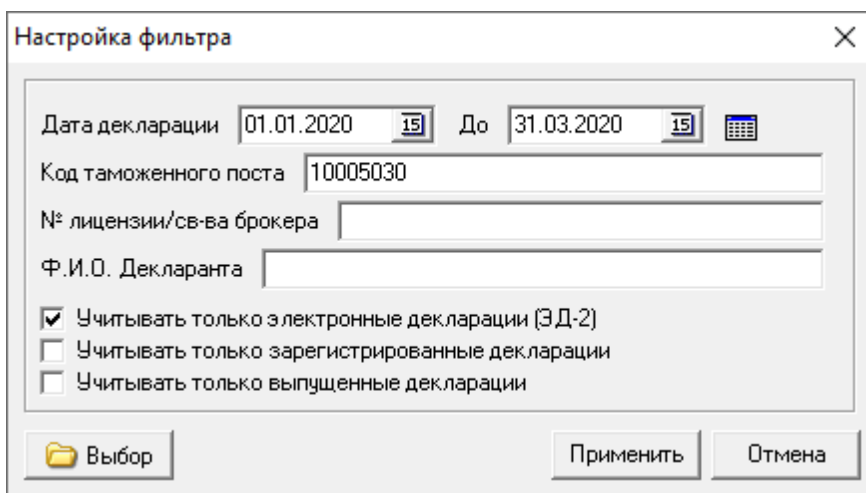 Настройка фильтра
Дата декларации 01.01.2020 15 До 31.03.2020 15
Код таможенного поста 10005030
№ лицензии/св-ва брокера
Ф.И.О. Декларанта
Учитывать только электронные декларации (ЭД-2)
Учитывать только зарегистрированные декларации
Учитывать только выпущенные декларации
Выбор Применить Отмена